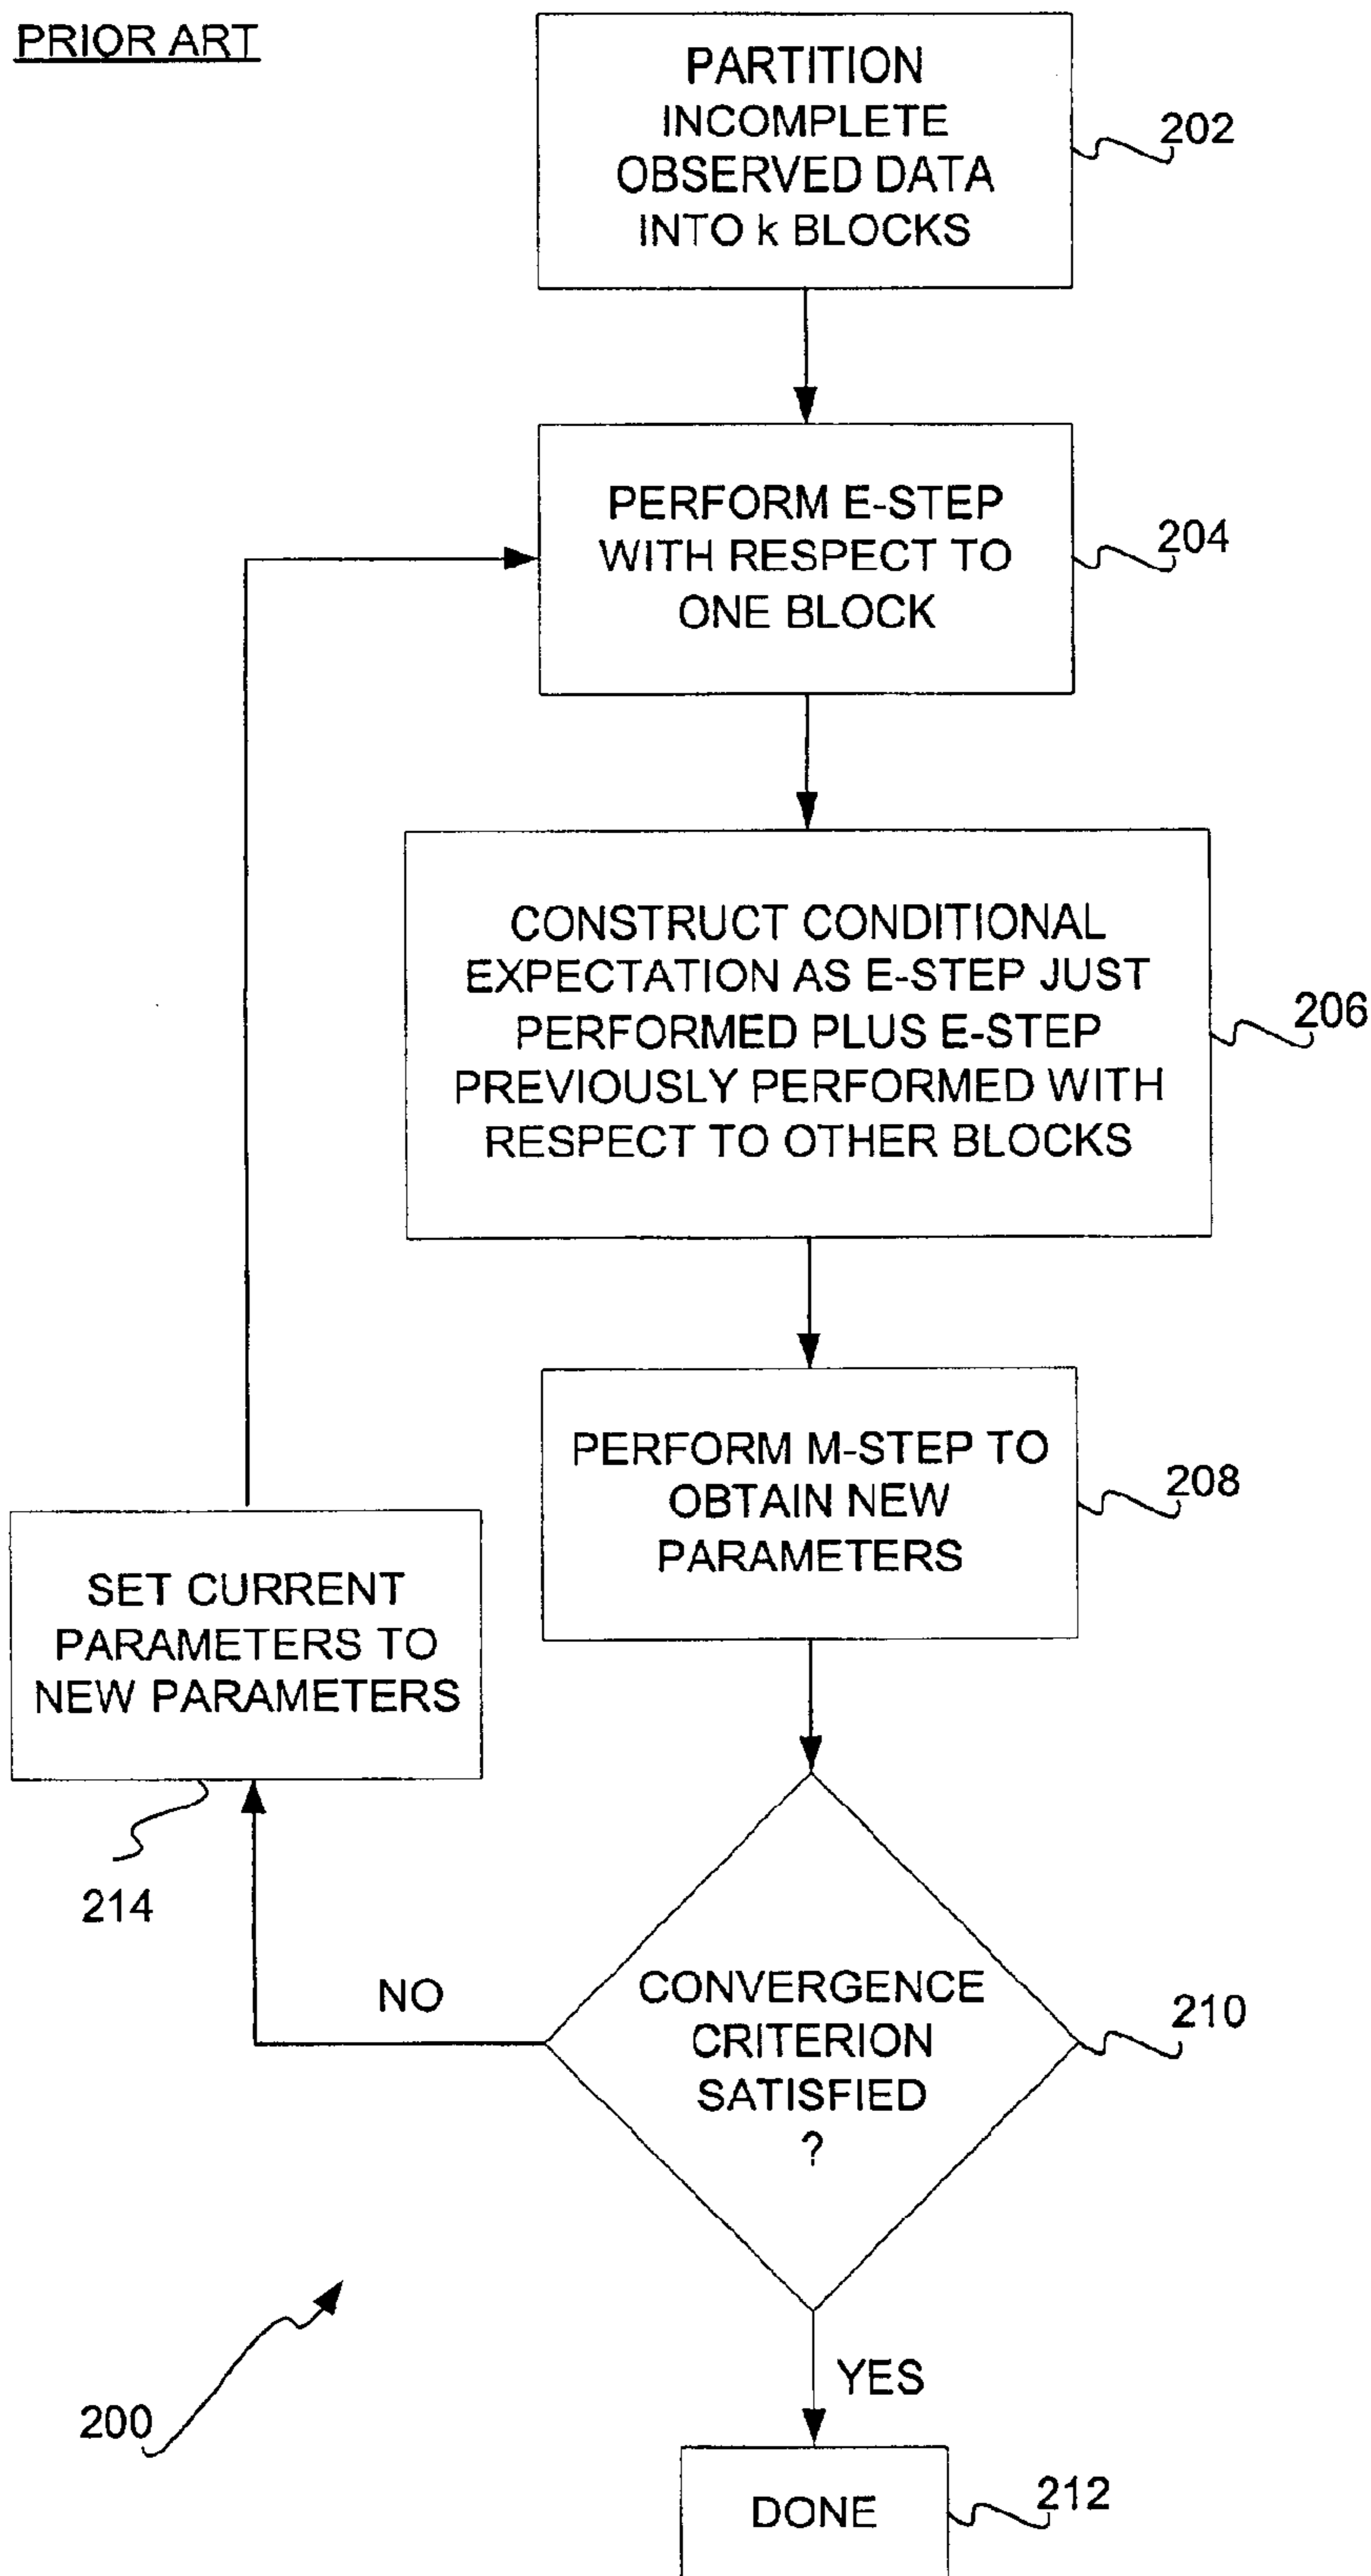 PRIOR ART
PARTITION
INCOMPLETE
OBSERVED DATA
INTO k BLOCKS
202
PERFORM E-STEP
WITH RESPECT TO
ONE BLOCK
204
CONSTRUCT CONDITIONAL
EXPECTATION AS E-STEP JUST
PERFORMED PLUS E-STEP
PREVIOUSLY PERFORMED WITH
RESPECT TO OTHER BLOCKS
206
PERFORM M-STEP TO
OBTAIN NEW
PARAMETERS
208
SET CURRENT
PARAMETERS TO
NEW PARAMETERS
214
NO
CONVERGENCE
CRITERION
SATISFIED
?
210
YES
200
DONE
212